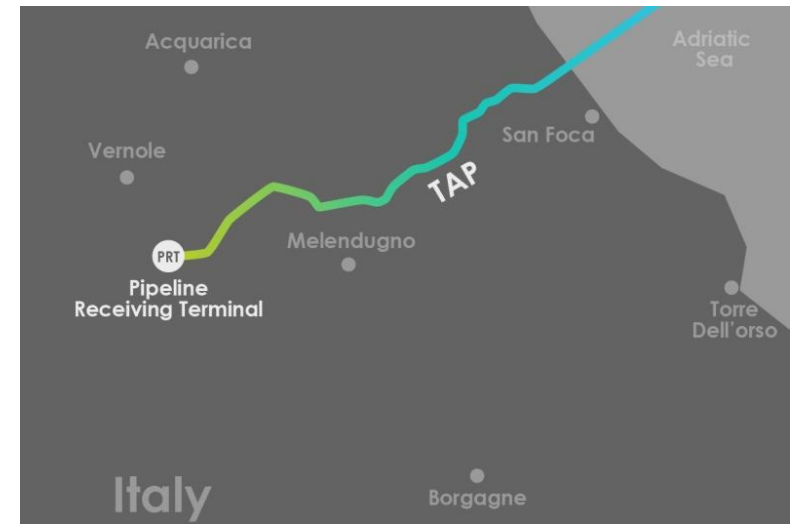 Acquarica
Adriatic
Sea
San Foca
Vernole
TAP
Melendugno
PRT
Pipeline
Receiving Terminal
Torre
Dell'orso
Italy
Borgagne